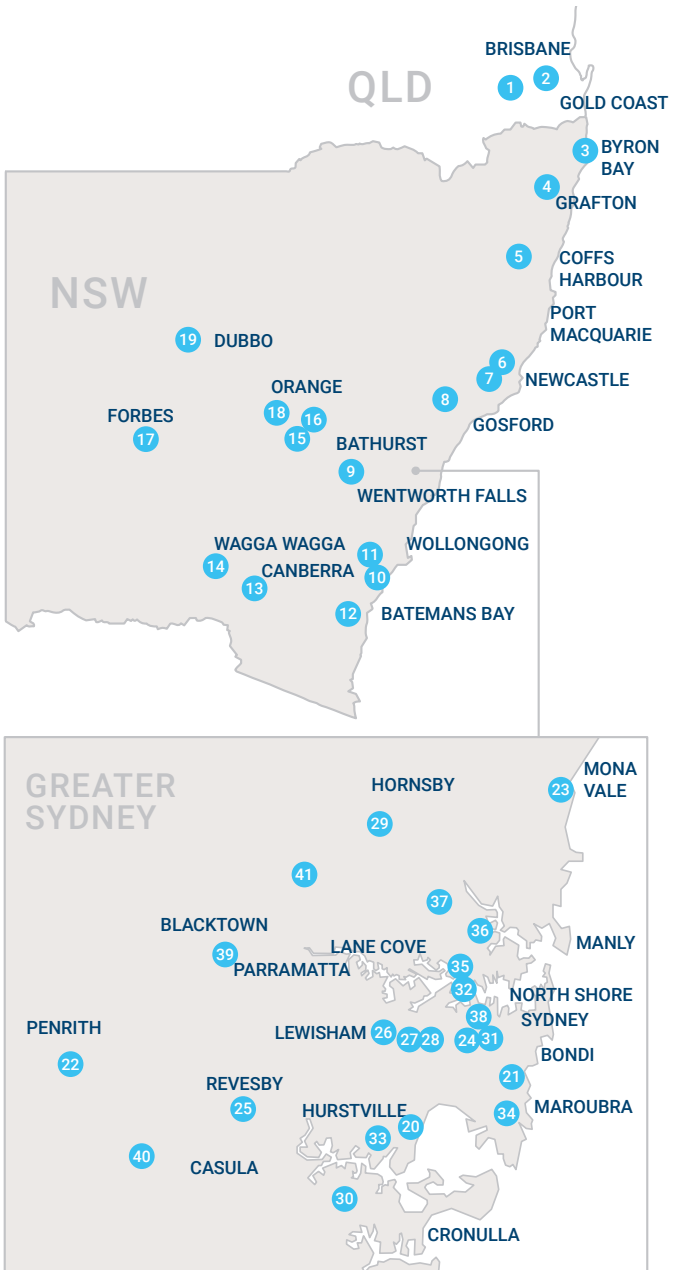 BRISBANE
QLD
1
2
GOLD COAST
3
BYRON
BAY
4
GRAFTON
5
COFFS
HARBOUR
NSW
PORT
MACQUARIE
19
DUBBO
6
7
NEWCASTLE
ORANGE
8
18
16
FORBES
17
15
GOSFORD
BATHURST
9
WENTWORTH FALLS
WAGGA WAGGA
11
WOLLONGONG
14
CANBERRA
10
13
12
BATEMANS BAY
GREATER
SYDNEY
HORNSBY
23
MONA
VALE
29
41
37
BLACKTOWN
36
39
LANE COVE
MANLY
PARRAMATTA
35
32
NORTH SHORE
38
SYDNEY
PENRITH
LEWISHAM
26
27
28
24
31
22
BONDI
21
REVESBY
25
HURSTVILLE
20
34
MAROUBRA
33
40
CASULA
30
CRONULLA